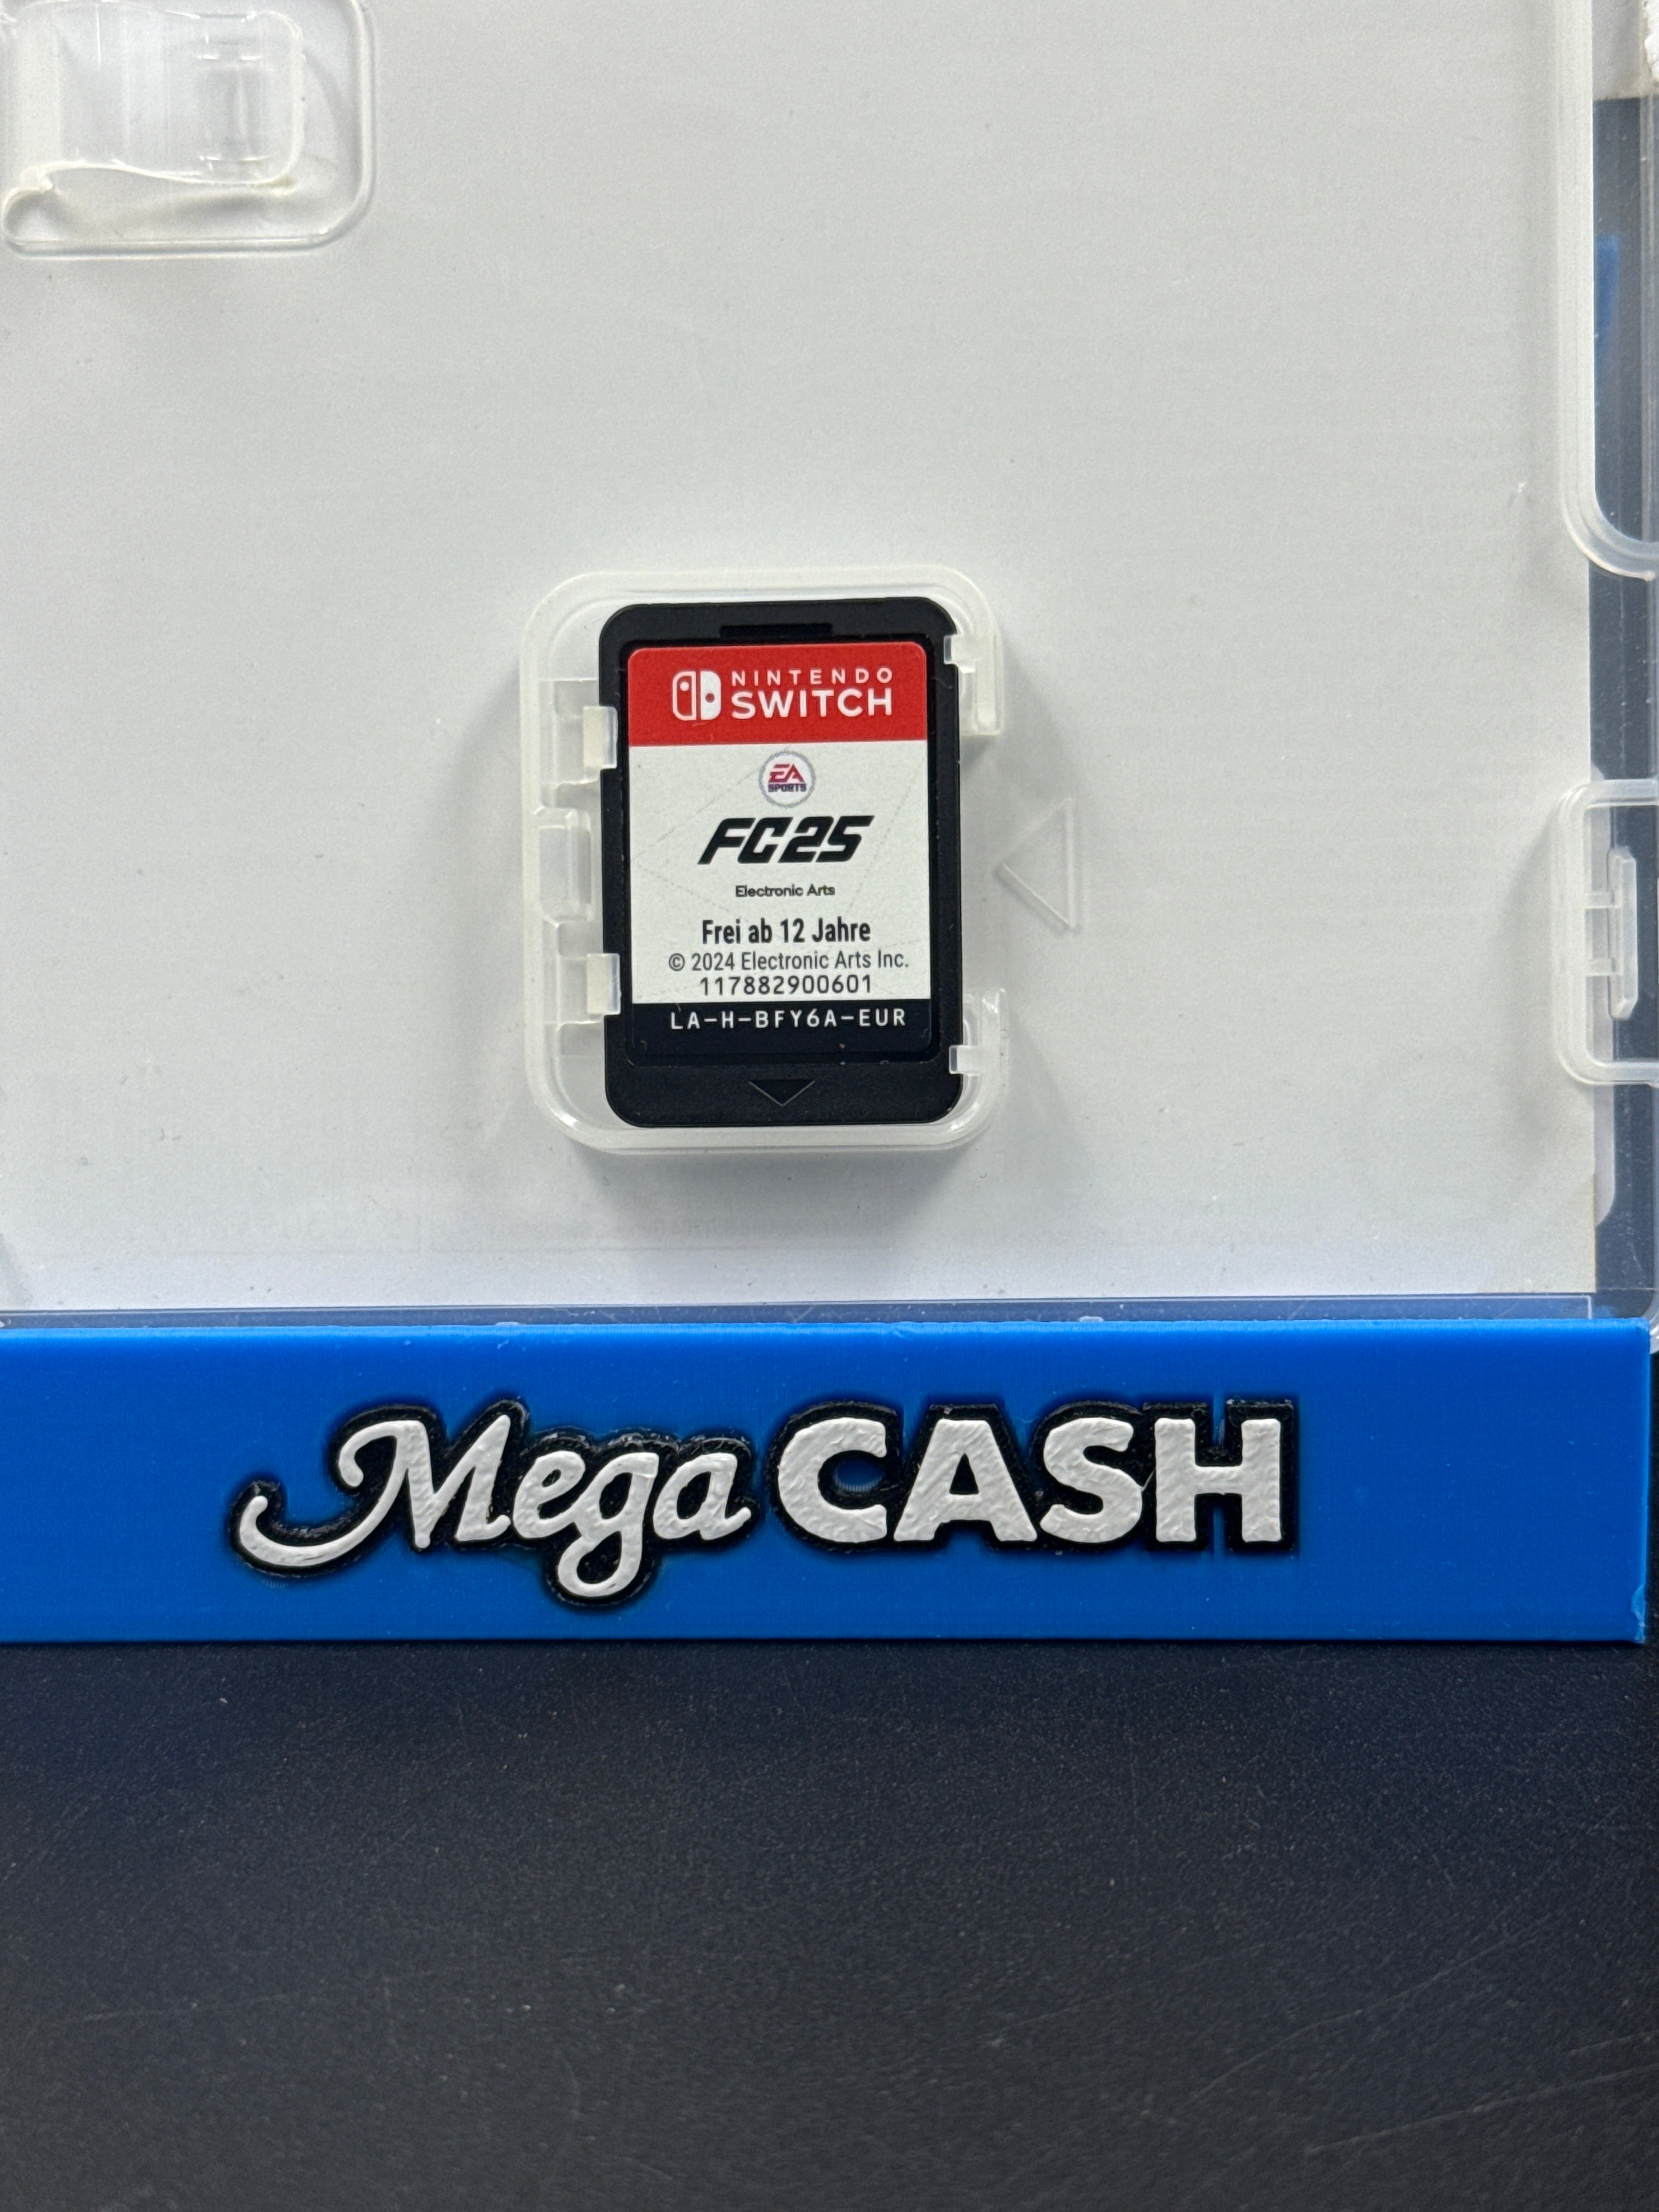 NINTENDO
SWITCH
EA
SPORTS
FC25
Electronic Arts
Frei ab 12 Jahre
© 2024 Electronic Arts Inc.
117882900601
LA-H-BFY6A-EUR
Mega CASH